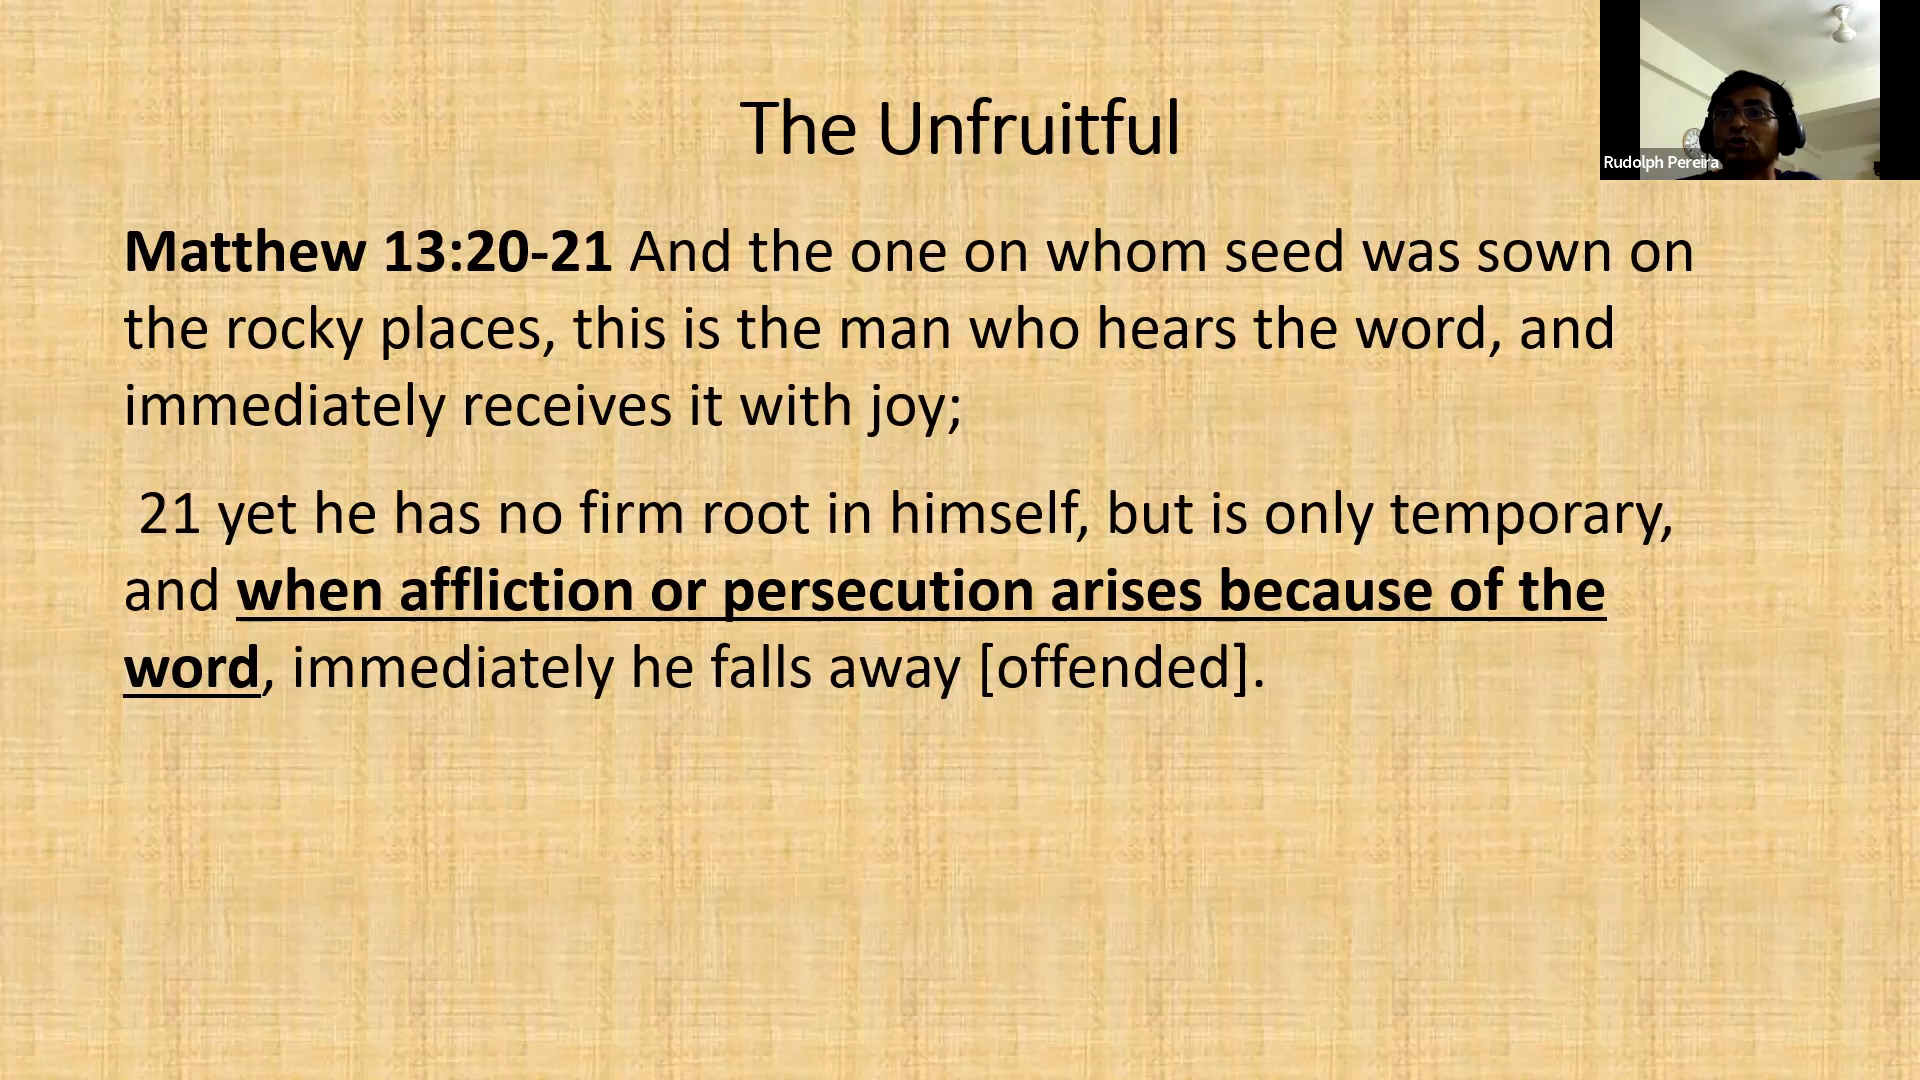 The Unfruitful
Rudolph Pereira
Matthew 13:20-21 And the one on whom seed was sown on
the rocky places, this is the man who hears the word, and
immediately receives it with joy;
21 yet he has no firm root in himself, but is only temporary,
and when affliction or persecution arises because of the
word, immediately he falls away [offended].